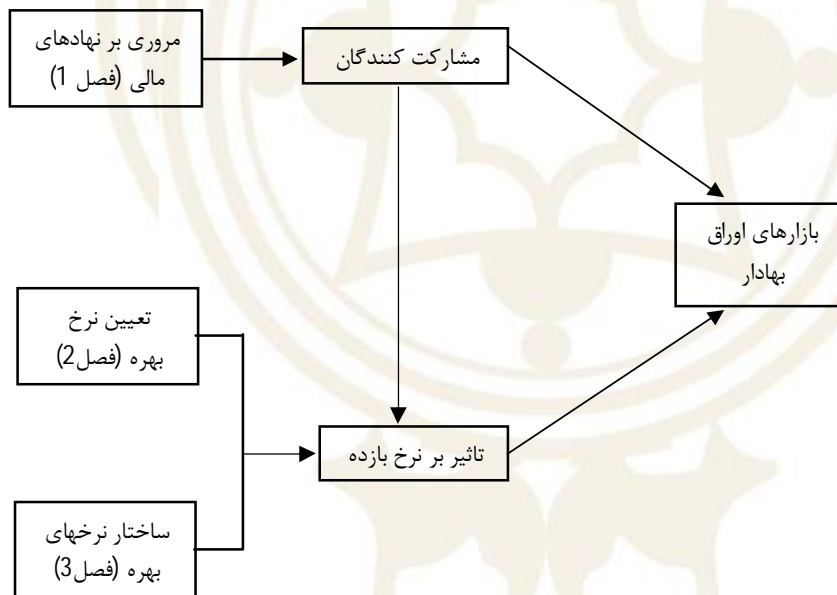 مروری بر نهادهای
مالی (فصل 1)
مشارکت کنندگان
بازارهای اوراق
بهادار
تعیین نرخ
بهره (فصل2)
تاثیر بر نرخ بازده
ساختار نرخهای
بهره (فصل3)